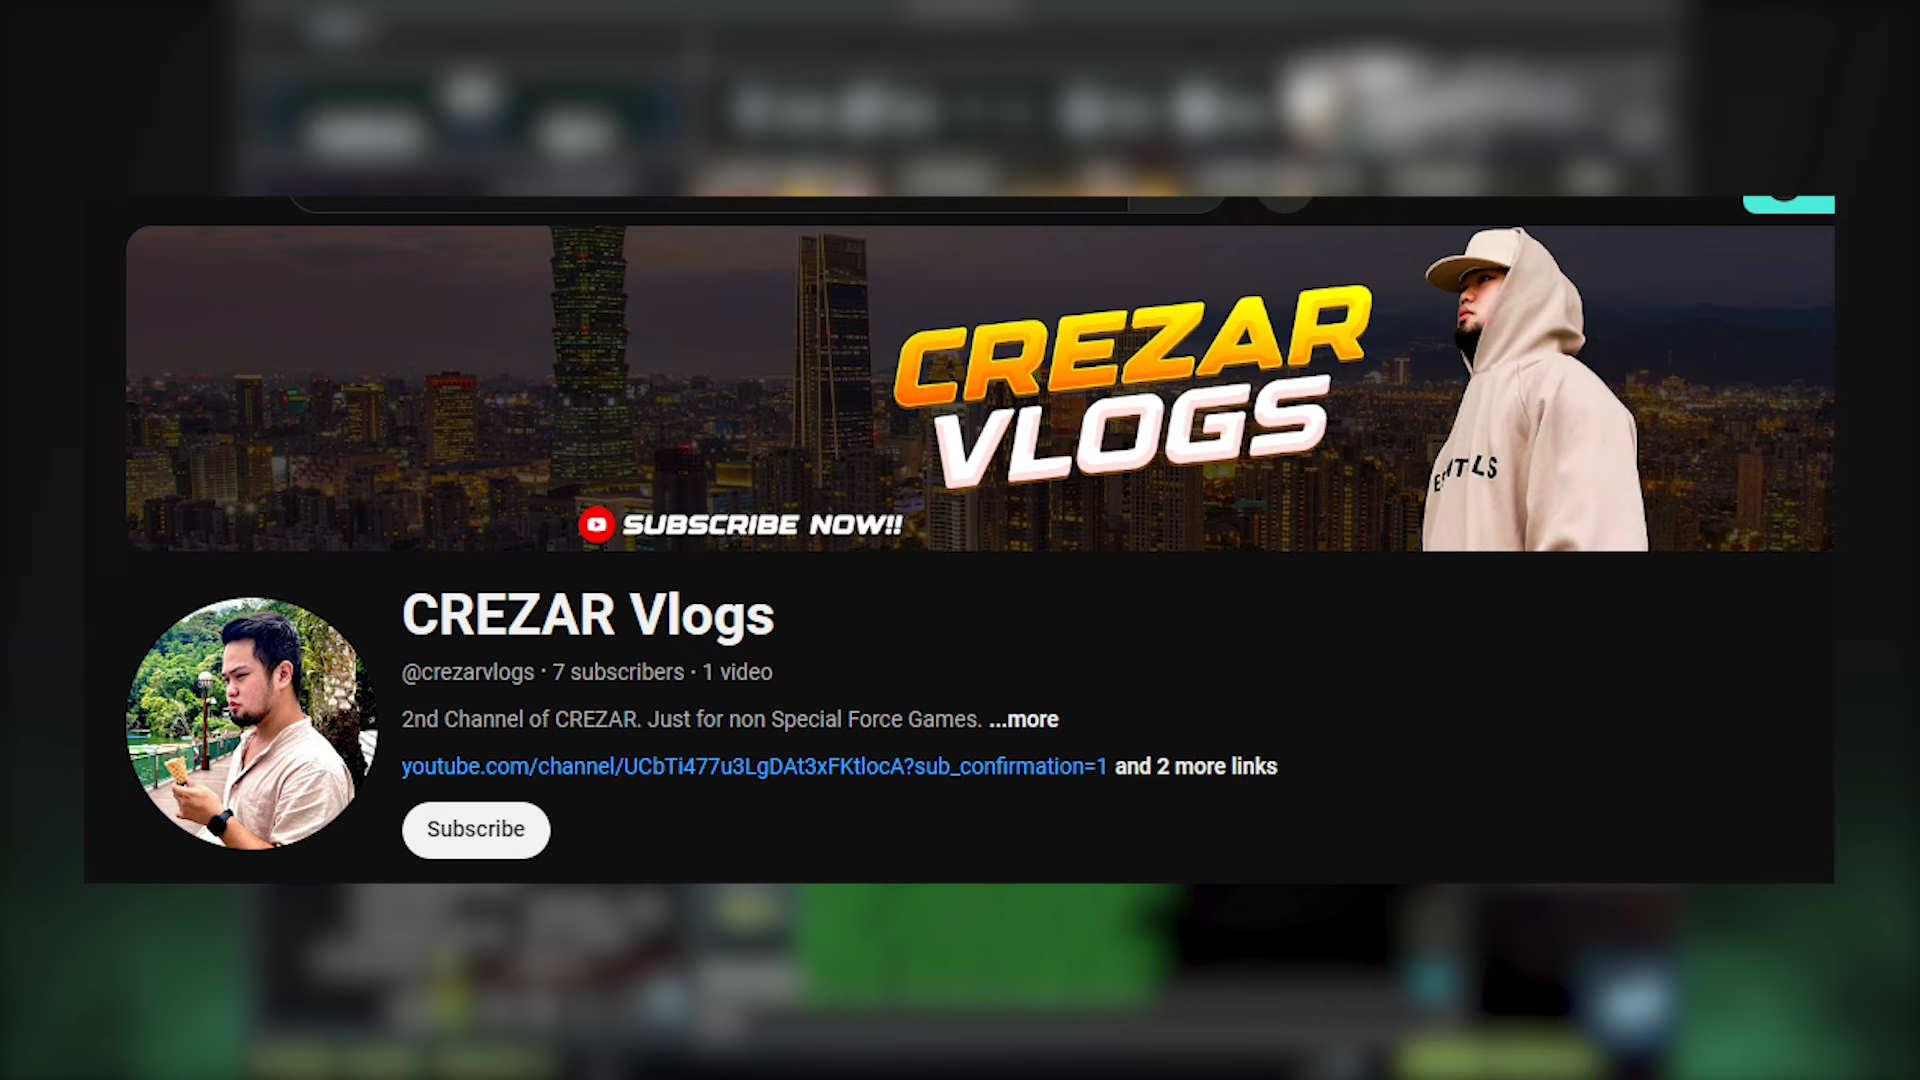 CREZAR
VLOGS
SUBSCRIBE NOW!!
CREZAR Vlogs
@crezarvlogs · 7 subscribers · 1 video
2nd Channel of CREZAR. Just for non Special Force Games. ...more
youtube.com/channel/UCbTi477u3LgDAt3xFKtlocA?sub_confirmation=1 and 2 more links
Subscribe